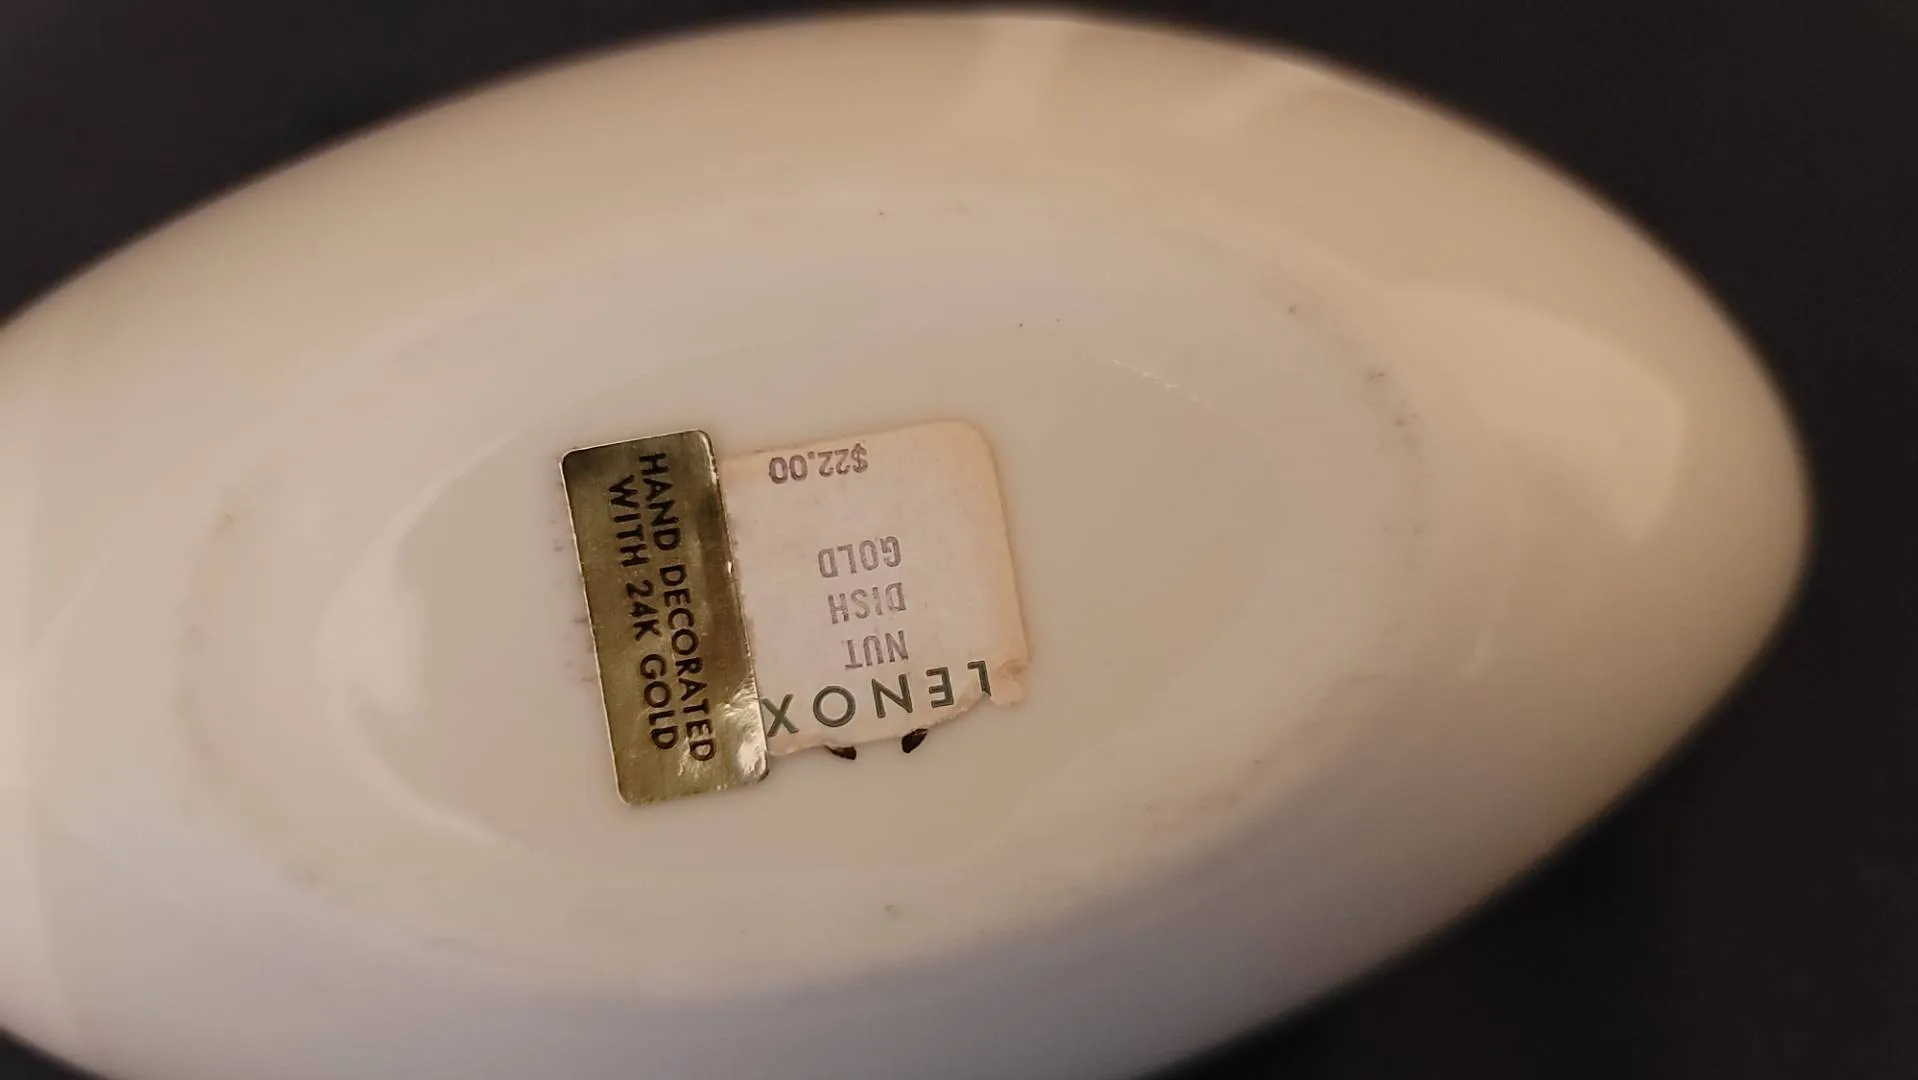 LENOX
NUT
DISH
GOLD
$22.00
HAND DECORATED
WITH 24K GOLD